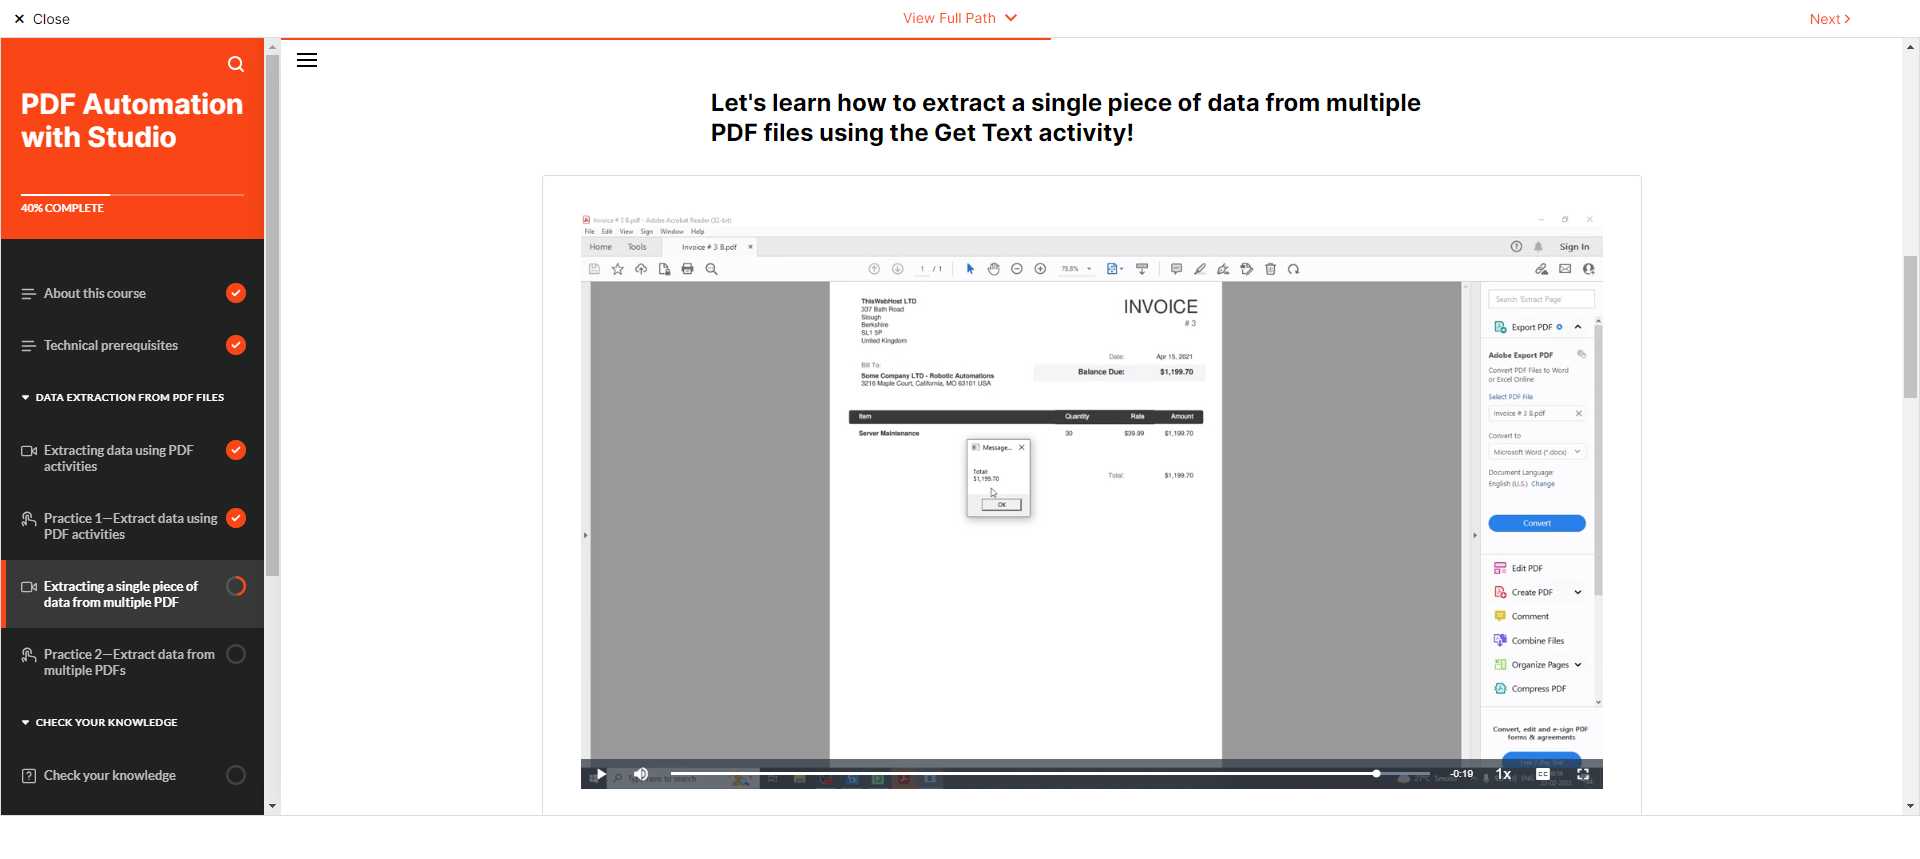 Close
View Full Path
Next
PDF Automation
with Studio
40% COMPLETE
About this course
Technical prerequisites
DATA EXTRACTION FROM PDF FILES
Extracting data using PDF
activities
Practice 1—Extract data using
PDF activities
Extracting a single piece of
data from multiple PDF
Practice 2—Extract data from
multiple PDFs
CHECK YOUR KNOWLEDGE
Check your knowledge
Let's learn how to extract a single piece of data from multiple
PDF files using the Get Text activity!
Invoice # 3 B.pdf - Adobe Acrobat Reader (32-bit)
File Edit View Sign Window Help
Home Tools Invoice # 3 B.pdf
Sign In
1 / 1
73.8%
ThisWebHost LTD
337 Bath Road
Slough
Berkshire
SL1 5P
United Kingdom
INVOICE
# 3
Date: Apr 15, 2021
Balance Due: $1,199.70
Bill To:
Some Company LTD - Robotic Automations
3216 Maple Court, California, MO 63101 USA
Item Quantity Rate Amount
Server Maintainance 30 $39.99 $1,199.70
Total: $1,199.70
Message...
Total:
$1,199.70
OK
Search 'Extract Page'
Export PDF
Adobe Export PDF
Convert PDF Files to Word
or Excel Online
Select PDF File
Invoice # 3 B.pdf
Convert to
Microsoft Word (*.docx)
Document Language:
English (U.S.) Change
Convert
Edit PDF
Create PDF
Comment
Combine Files
Organize Pages
Compress PDF
Convert, edit and e-sign PDF
forms & agreements
-0:19
1x
CC